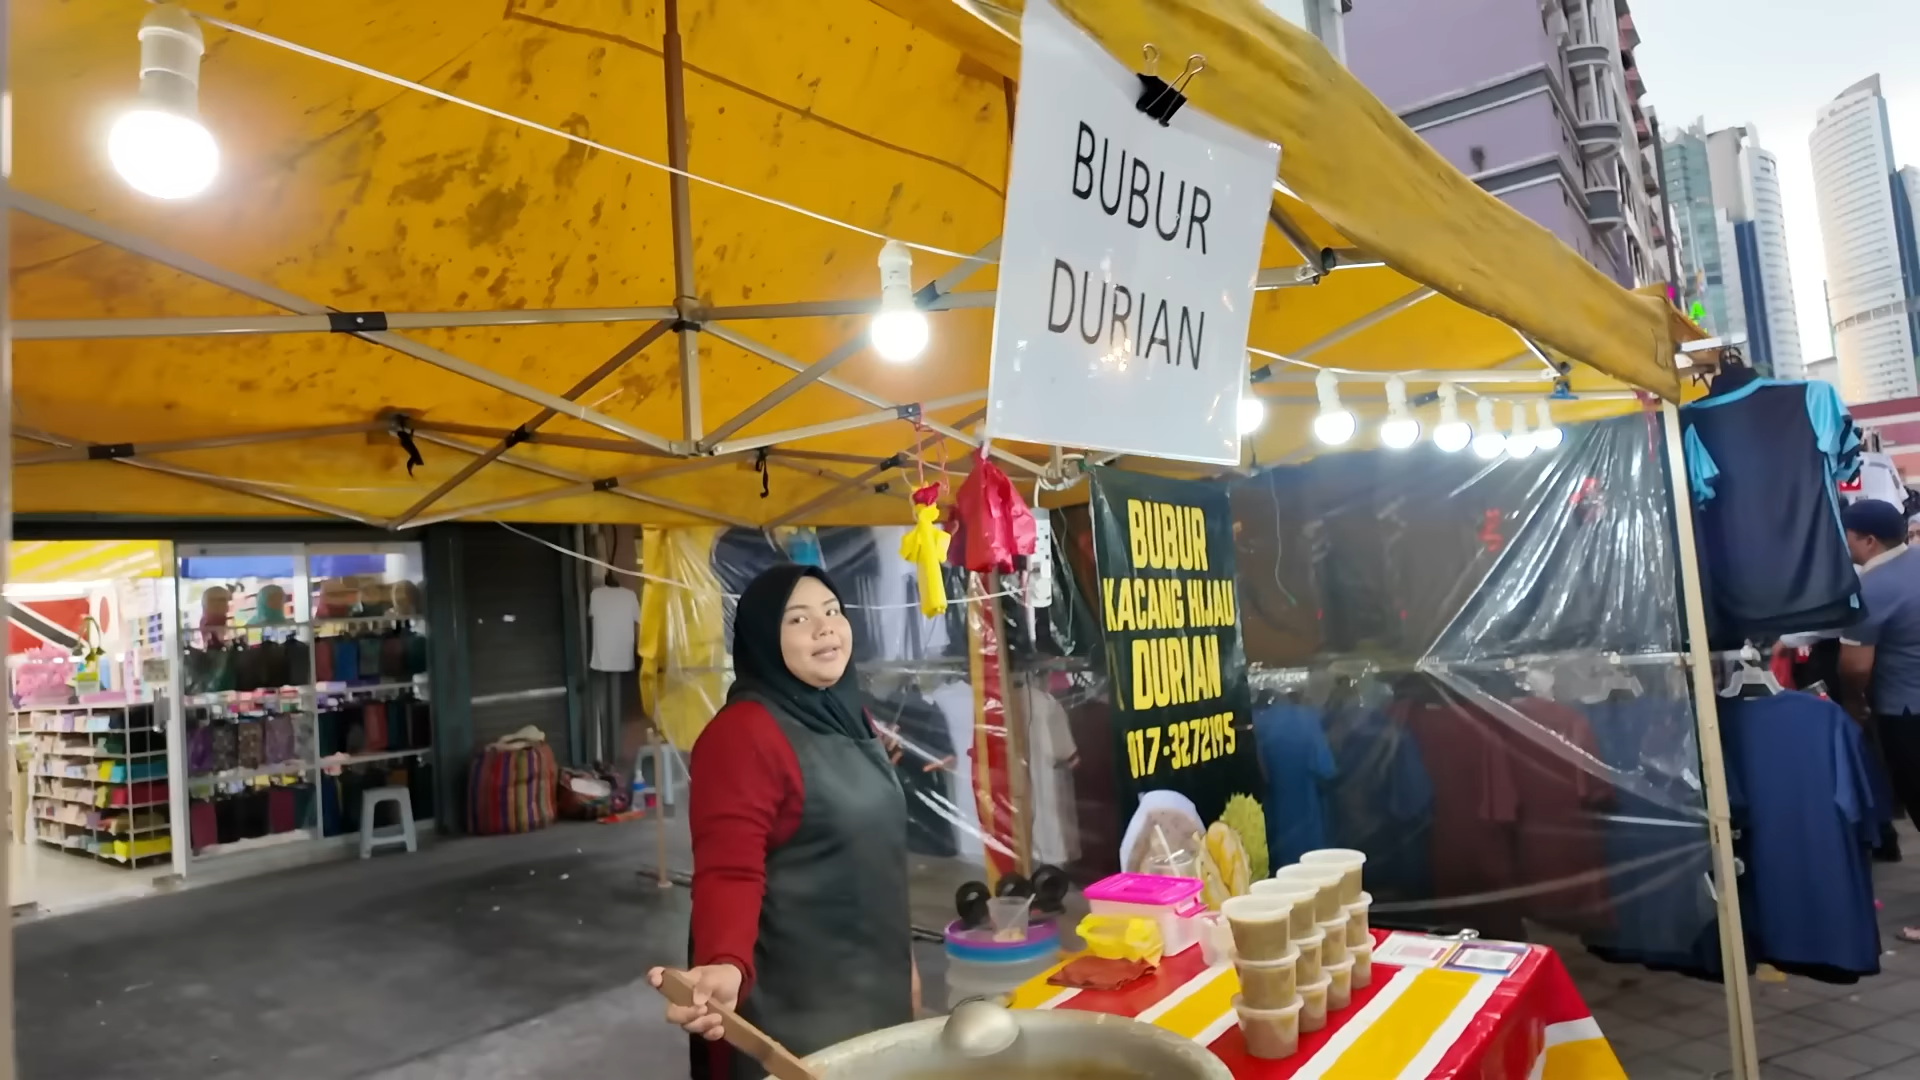 BUBUR
DURIAN
BUBUR
KACANG HIJAU
DURIAN
017-3272195